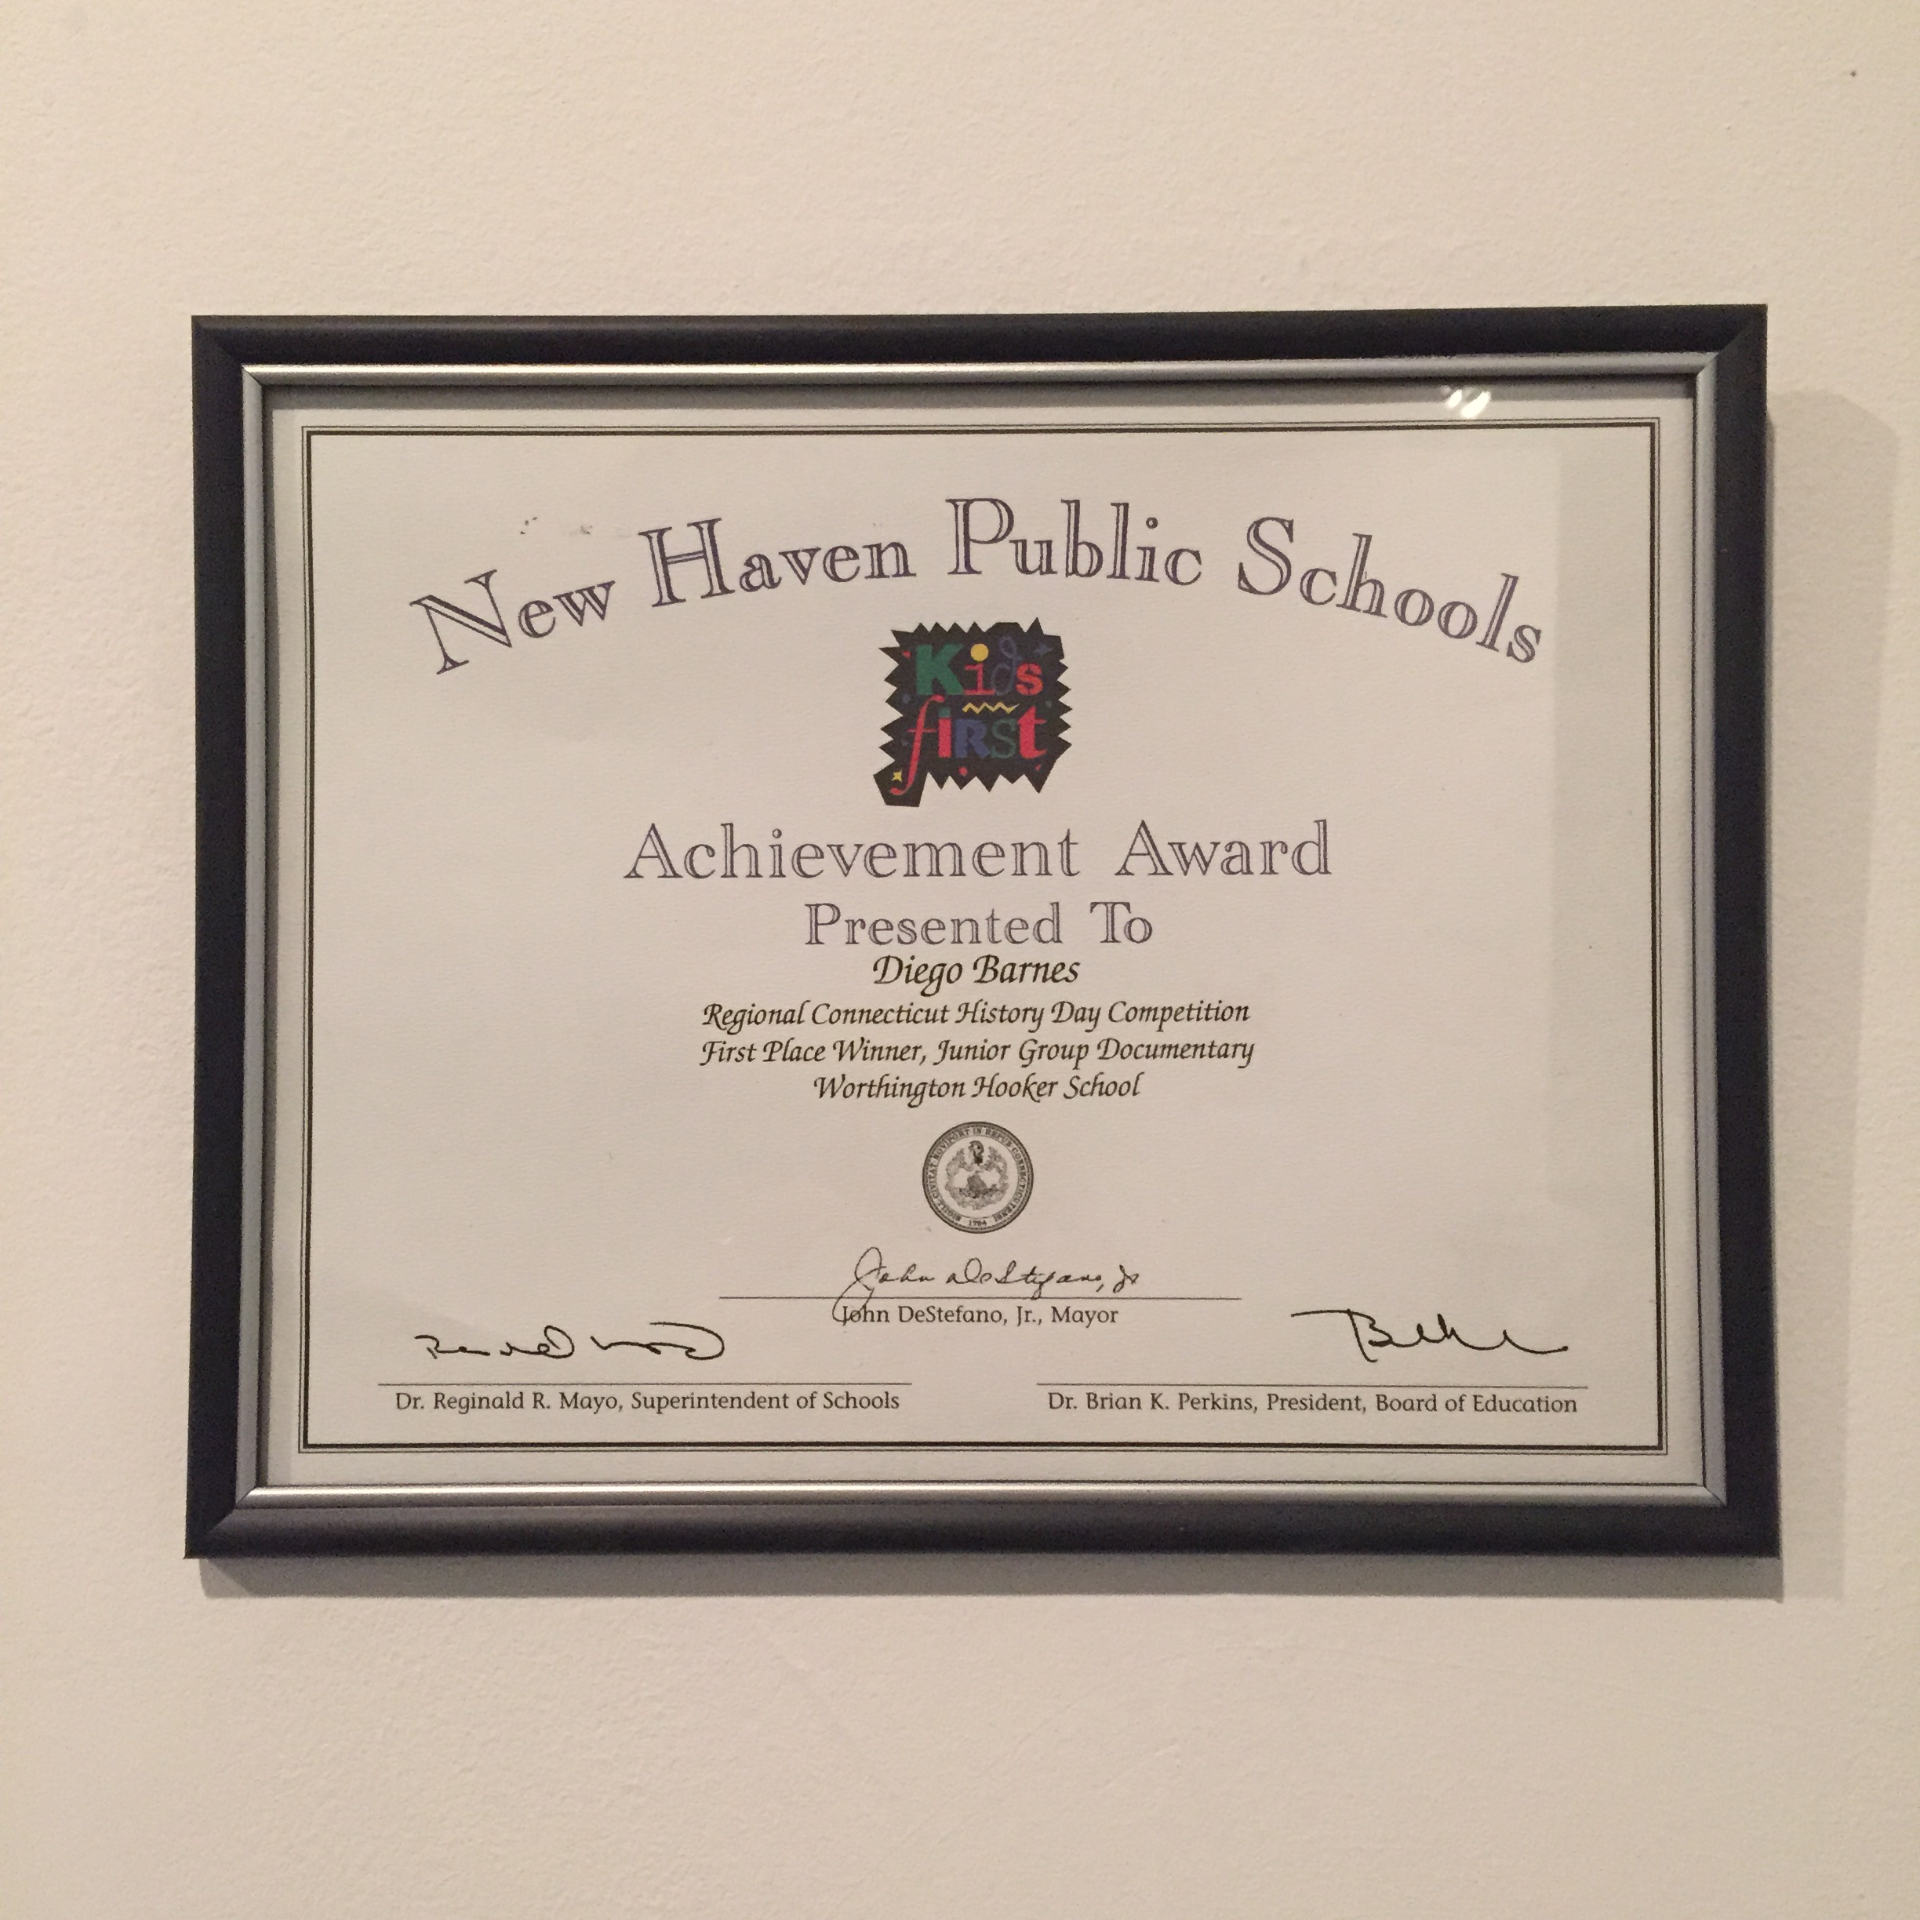 New Haven Public Schools
Kids
first
Achievement Award
Presented To
Diego Barnes
Regional Connecticut History Day Competition
First Place Winner, Junior Group Documentary
Worthington Hooker School
1784
John DeStefano, Jr
John DeStefano, Jr., Mayor
Dr. Reginald R. Mayo, Superintendent of Schools
Dr. Brian K. Perkins, President, Board of Education